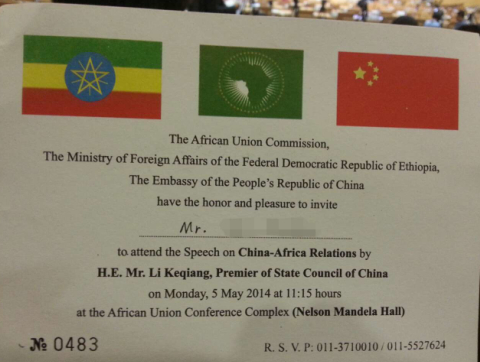 The African Union Commission,
The Ministry of Foreign Affairs of the Federal Democratic Republic of Ethiopia,
The Embassy of the People's Republic of China
have the honor and pleasure to invite
Mr.
to attend the Speech on China-Africa Relations by
H.E. Mr. Li Keqiang, Premier of State Council of China
on Monday, 5 May 2014 at 11:15 hours
at the African Union Conference Complex (Nelson Mandela Hall)
№ 0483
R. S. V. P: 011-3710010 / 011-5527624